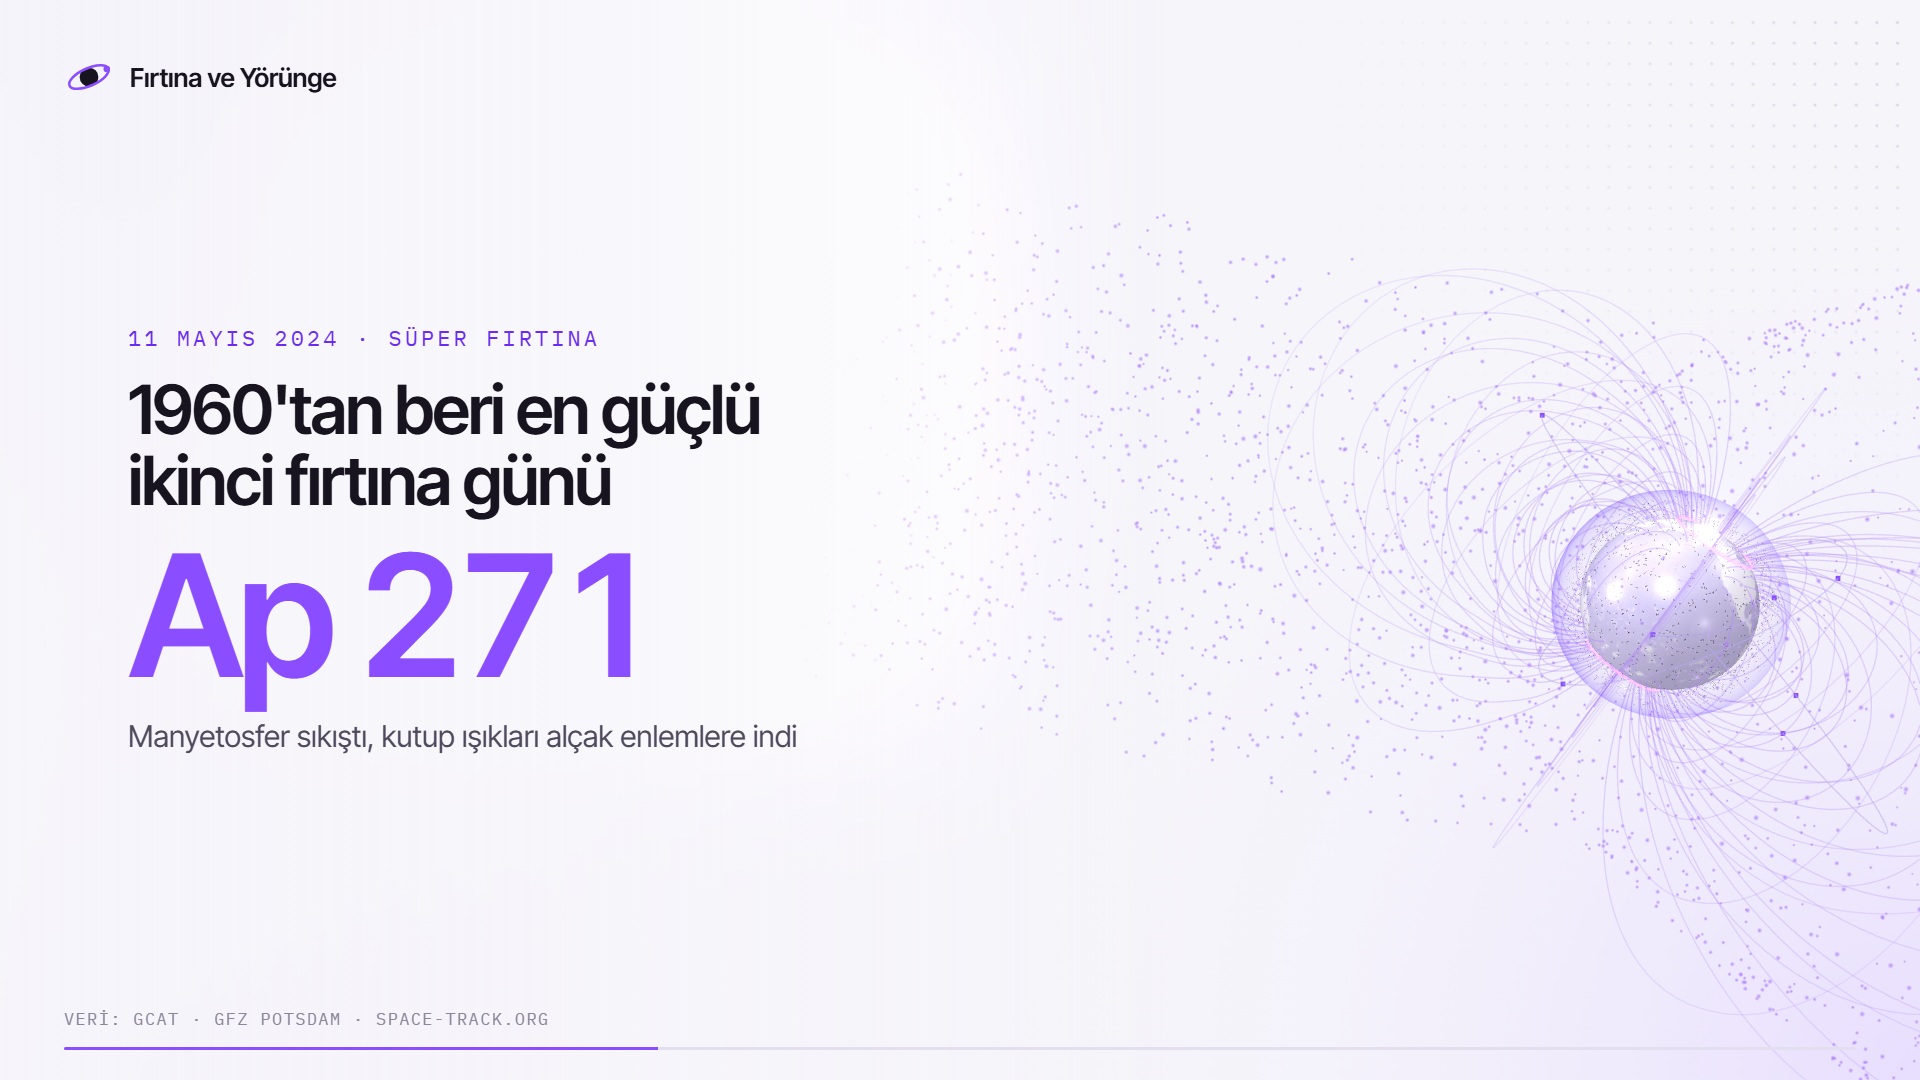 Fırtına ve Yörünge
11 MAYIS 2024 · SÜPER FIRTINA
1960'tan beri en güçlü
ikinci fırtına günü
Ap 271
Manyetosfer sıkıştı, kutup ışıkları alçak enlemlere indi
VERİ: GCAT · GFZ POTSDAM · SPACE-TRACK.ORG